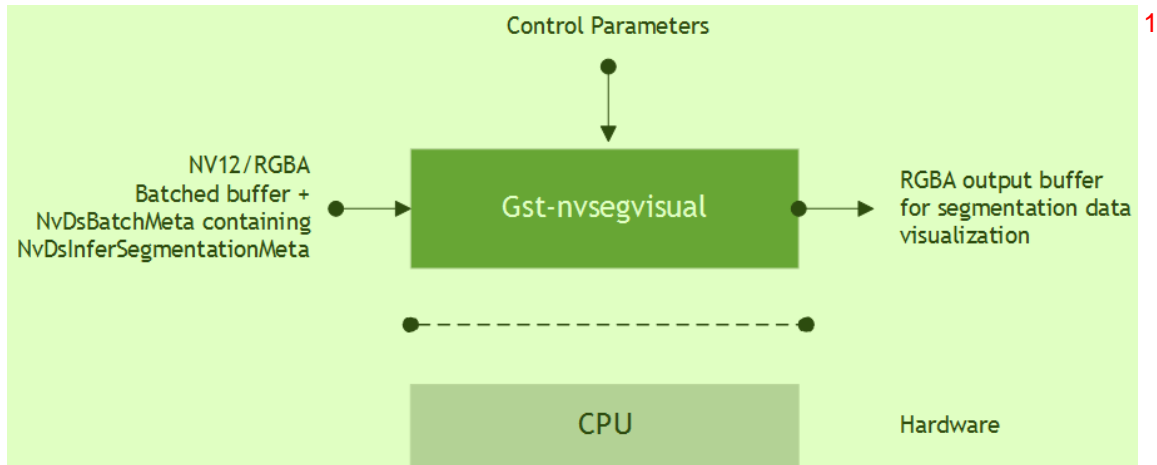 Control Parameters
1
NV12/RGBA
Batched buffer +
NvDsBatchMeta containing
NvDsInferSegmentationMeta
Gst-nvsegvisual
RGBA output buffer
for segmentation data
visualization
CPU
Hardware